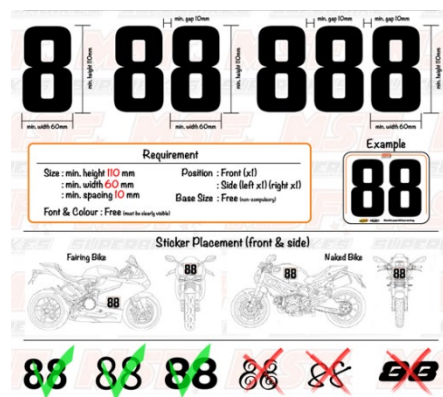 min. gap 10mm
min. gap 10mm
min. gap 10mm
8 88 888
min. height 110mm
min. height 110mm
min. height 110mm
min. width 60mm
min. width 60mm
min. width 60mm
Requirement
Size : min. height 110 mm
: min. width 60 mm
: min. spacing 10 mm
Font & Colour : Free (must be clearly visible)
Position : Front (x1)
: Side (left x1) (right x1)
Base Size : Free (non-compulsory)
Example
88
Sticker Placement (front & side)
Fairing Bike
Naked Bike
88
88
88
88
88 88 88 88 88 88